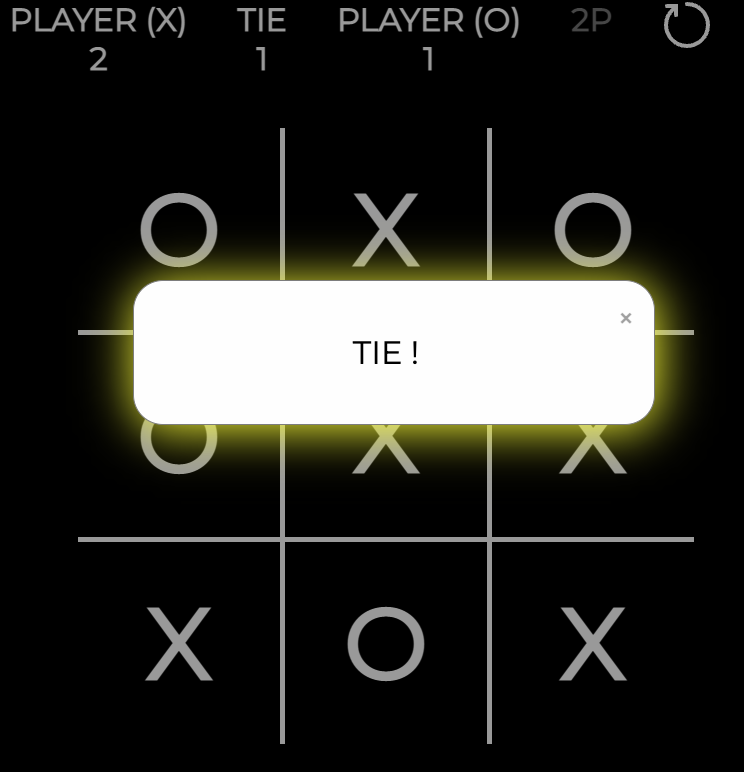 PLAYER (X) TIE PLAYER (O) 2P
2 1 1
O X O
×
TIE !
O X X
X O X